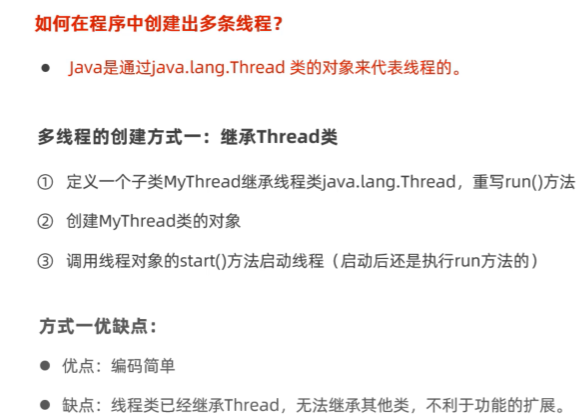 如何在程序中创建出多条线程？
● Java是通过java.lang.Thread 类的对象来代表线程的。
多线程的创建方式一：继承Thread类
① 定义一个子类MyThread继承线程类java.lang.Thread，重写run()方法
② 创建MyThread类的对象
③ 调用线程对象的start()方法启动线程（启动后还是执行run方法的）
方式一优缺点：
● 优点：编码简单
● 缺点：线程类已经继承Thread，无法继承其他类，不利于功能的扩展。